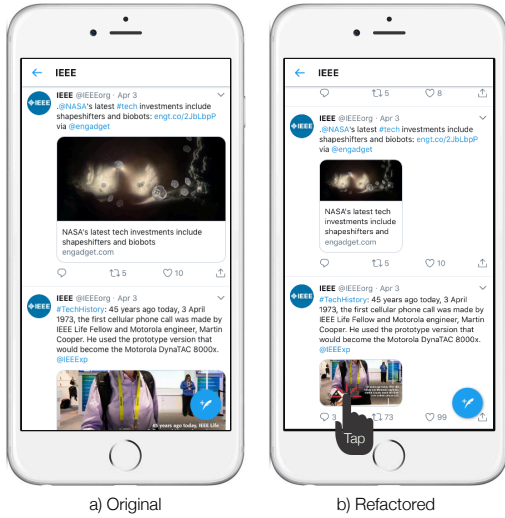 IEEE
IEEE @IEEEorg · Apr 3
.@NASA's latest #tech investments include
shapeshifters and biobots: engt.co/2JbLbpP
via @engadget
NASA's latest tech investments include
shapeshifters and biobots
engadget.com
5
10
IEEE @IEEEorg · Apr 3
#TechHistory: 45 years ago today, 3 April
1973, the first cellular phone call was made by
IEEE Life Fellow and Motorola engineer, Martin
Cooper. He used the prototype version that
would become the Motorola DynaTAC 8000x.
@IEEExp
45 years ago today, IEEE Life
a) Original
IEEE
5
8
IEEE @IEEEorg · Apr 3
.@NASA's latest #tech investments include
shapeshifters and biobots: engt.co/2JbLbpP
via @engadget
NASA's latest tech
investments include
shapeshifters and
engadget.com
5
10
IEEE @IEEEorg · Apr 3
#TechHistory: 45 years ago today, 3 April
1973, the first cellular phone call was made by
IEEE Life Fellow and Motorola engineer, Martin
Cooper. He used the prototype version that
would become the Motorola DynaTAC 8000x.
@IEEExp
3
73
99
Tap
b) Refactored